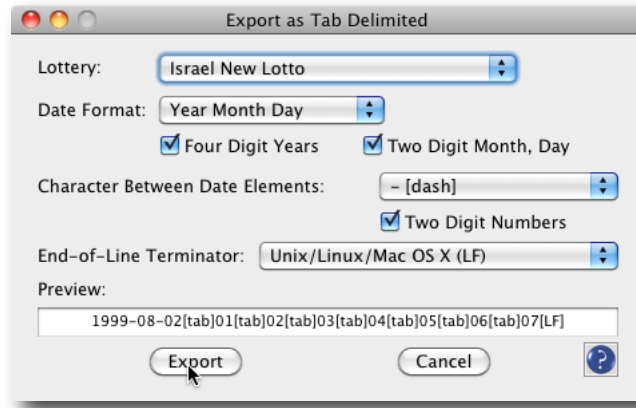 Export as Tab Delimited
Lottery: Israel New Lotto
Date Format: Year Month Day
Four Digit Years Two Digit Month, Day
Character Between Date Elements: – [dash]
Two Digit Numbers
End-of-Line Terminator: Unix/Linux/Mac OS X (LF)
Preview:
1999-08-02[tab]01[tab]02[tab]03[tab]04[tab]05[tab]06[tab]07[LF]
Export Cancel ?